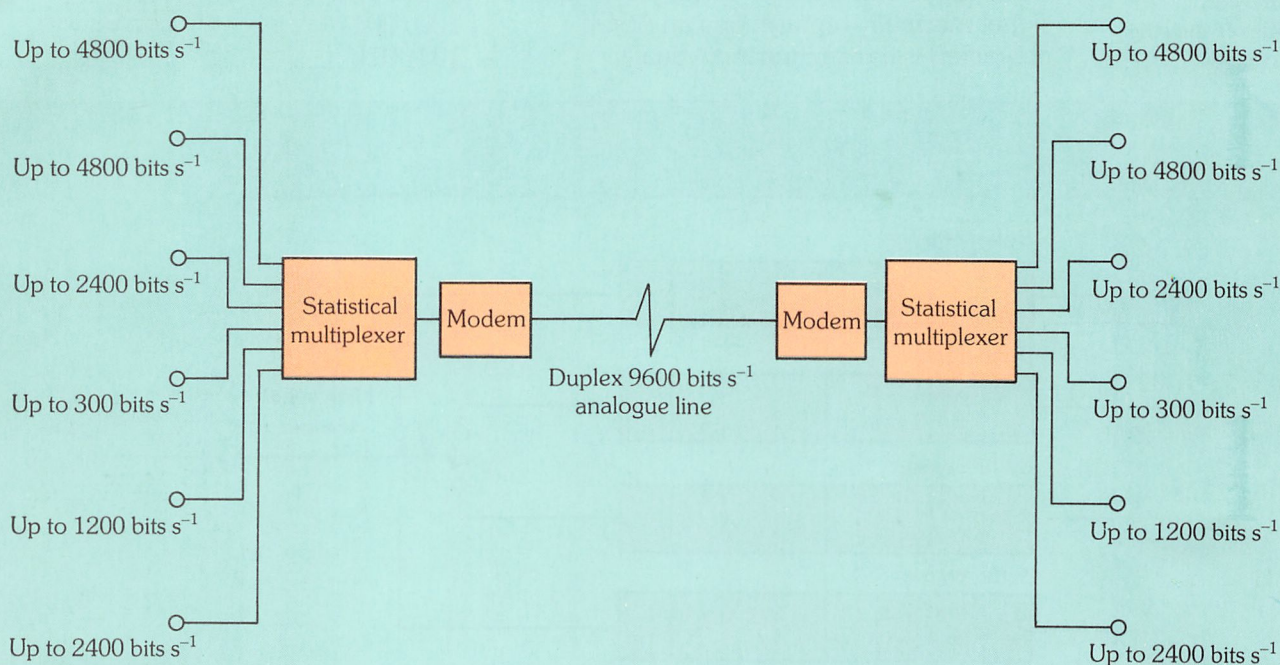 Up to 4800 bits s⁻¹
Up to 4800 bits s⁻¹
Up to 2400 bits s⁻¹
Up to 300 bits s⁻¹
Up to 1200 bits s⁻¹
Up to 2400 bits s⁻¹
Statistical
multiplexer
Modem
Duplex 9600 bits s⁻¹
analogue line
Modem
Statistical
multiplexer
Up to 4800 bits s⁻¹
Up to 4800 bits s⁻¹
Up to 2400 bits s⁻¹
Up to 300 bits s⁻¹
Up to 1200 bits s⁻¹
Up to 2400 bits s⁻¹